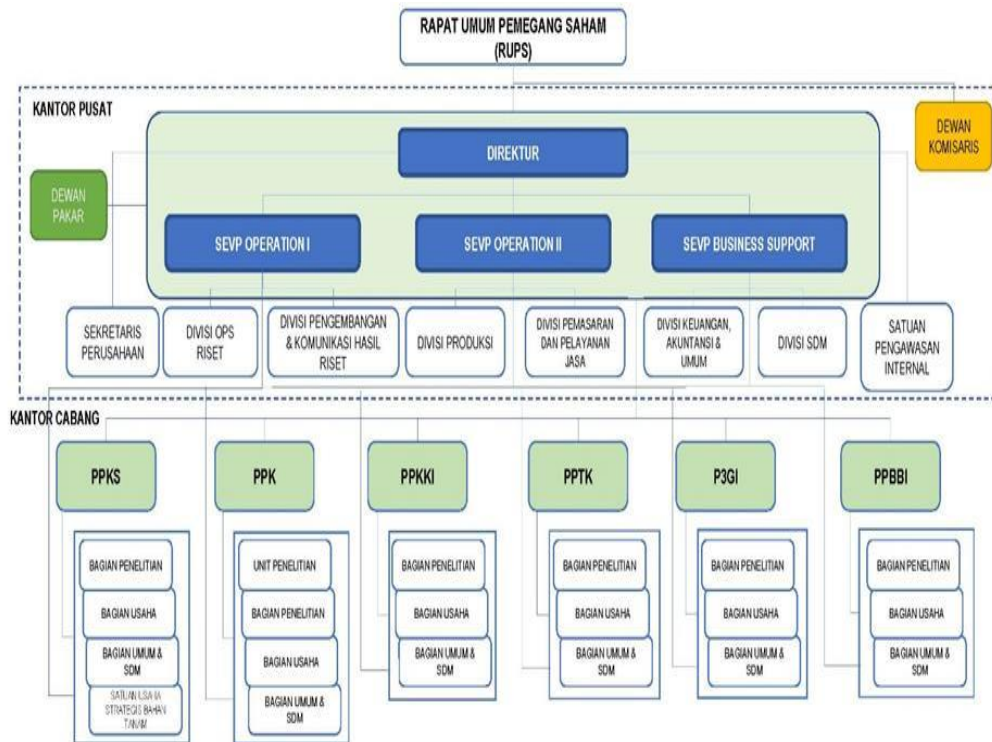 RAPAT UMUM PEMEGANG SAHAM
(RUPS)
KANTOR PUSAT
DEWAN
KOMISARIS
DIREKTUR
DEWAN
PAKAR
SEVP OPERATION I
SEVP OPERATION II
SEVP BUSINESS SUPPORT
SEKRETARIS
PERUSAHAAN
DIVISI OPS
RISET
DIVISI PENGEMBANGAN
& KOMUNIKASI HASIL
RISET
DIVISI PRODUKSI
DIVISI PEMASARAN
DAN PELAYANAN
JASA
DIVISI KEUANGAN,
AKUNTANSI &
UMUM
DIVISI SDM
SATUAN
PENGAWASAN
INTERNAL
KANTOR CABANG
PPKS
PPK
PPKKI
PPTK
P3GI
PPBBI
BAGIAN PENELITIAN
BAGIAN USAHA
BAGIAN UMUM &
SDM
SATUAN USAHA
STRATEGIS BAHAN
TANAM
UNIT PENELITIAN
BAGIAN PENELITIAN
BAGIAN USAHA
BAGIAN UMUM &
SDM
BAGIAN PENELITIAN
BAGIAN USAHA
BAGIAN UMUM &
SDM
BAGIAN PENELITIAN
BAGIAN USAHA
BAGIAN UMUM &
SDM
BAGIAN PENELITIAN
BAGIAN USAHA
BAGIAN UMUM &
SDM
BAGIAN PENELITIAN
BAGIAN USAHA
BAGIAN UMUM &
SDM